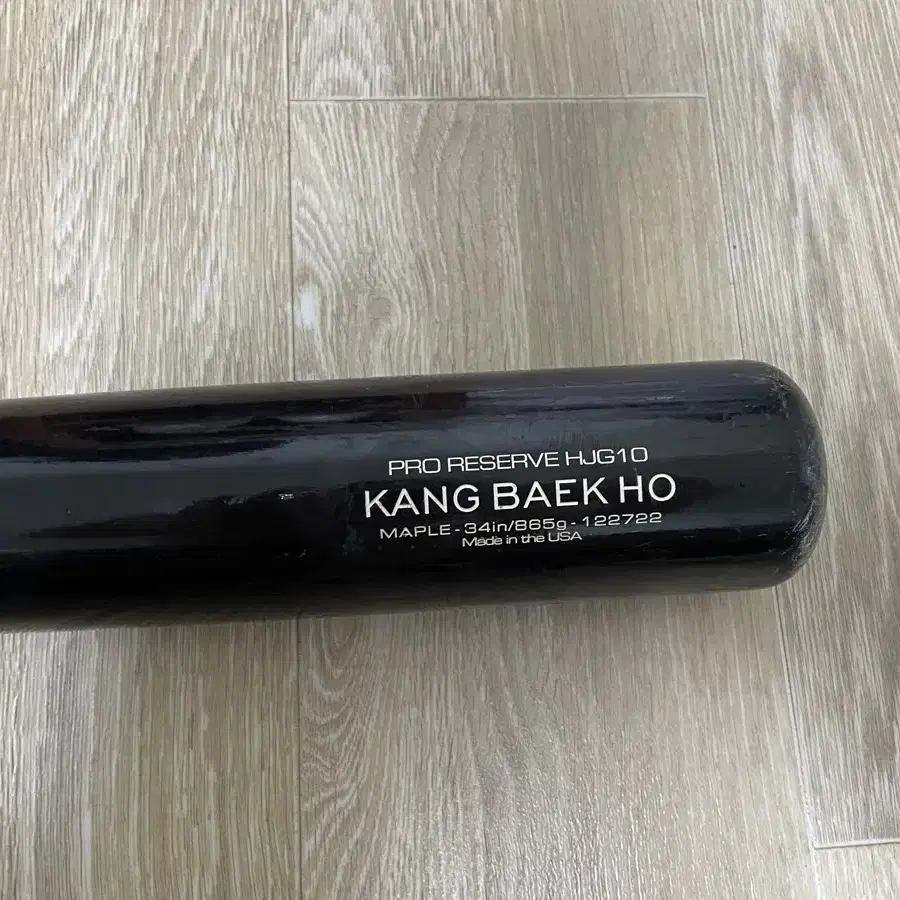 PRO RESERVE HJG10
KANG BAEK HO
MAPLE - 34in/865g - 122722
Made in the USA